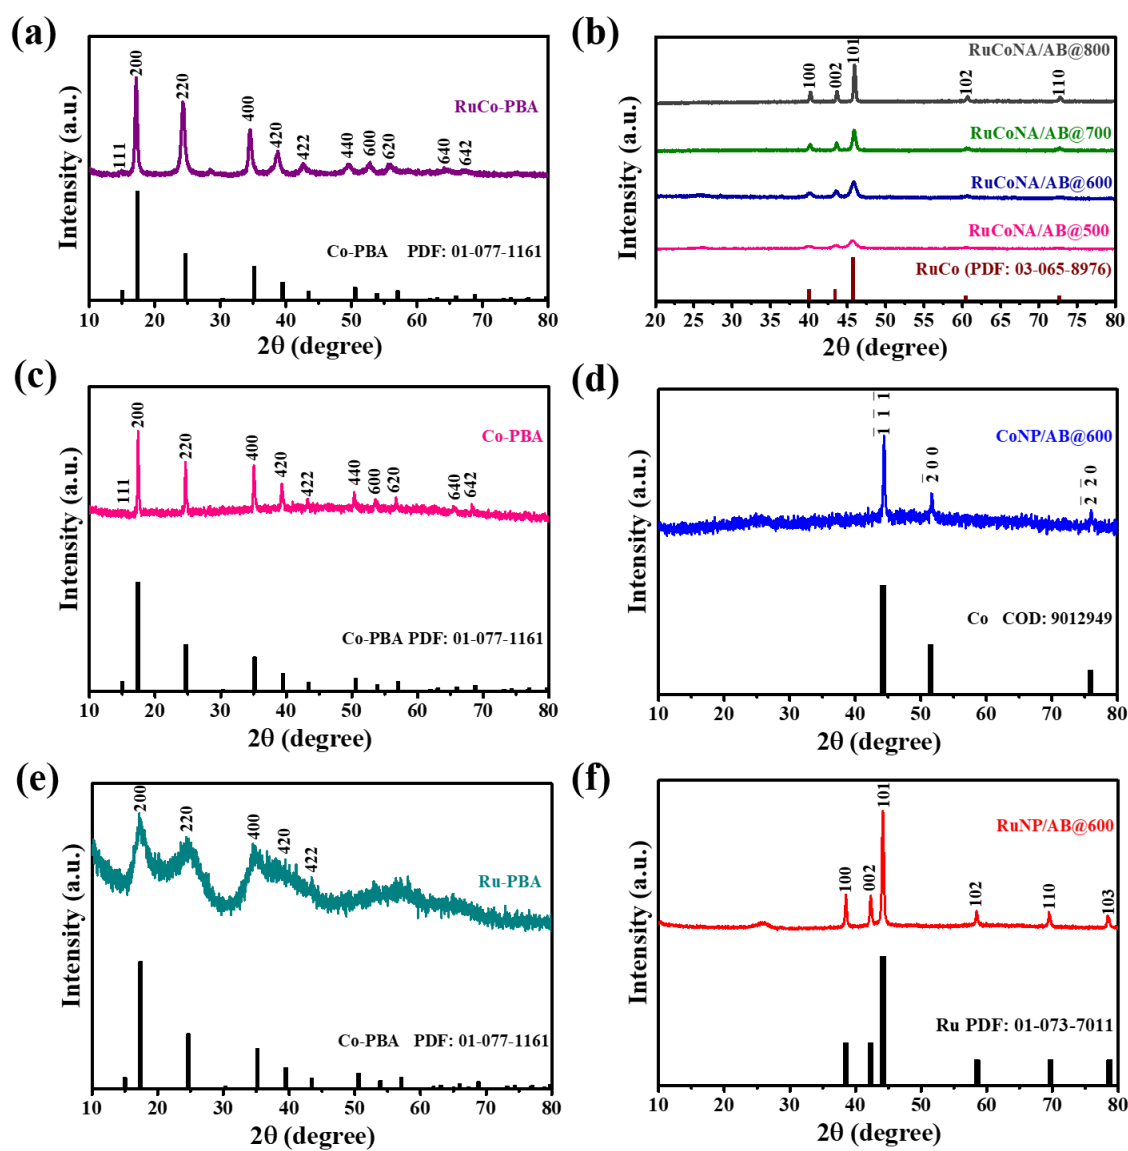 (a)
Intensity (a.u.)
111
200
220
400
420
422
440
600
620
640
642
RuCo-PBA
Co-PBA PDF: 01-077-1161
10 20 30 40 50 60 70 80
2θ (degree)
(b)
Intensity (a.u.)
100
002
101
102
110
RuCoNA/AB@800
RuCoNA/AB@700
RuCoNA/AB@600
RuCoNA/AB@500
RuCo (PDF: 03-065-8976)
20 25 30 35 40 45 50 55 60 65 70 75 80
2θ (degree)
(c)
Intensity (a.u.)
111
200
220
400
420
422
440
600
620
640
642
Co-PBA
Co-PBA PDF: 01-077-1161
10 20 30 40 50 60 70 80
2θ (degree)
(d)
Intensity (a.u.)
1̅ 1̅ 1̅
2̅ 0 0
2̅ 2 0
CoNP/AB@600
Co COD: 9012949
10 20 30 40 50 60 70 80
2θ (degree)
(e)
Intensity (a.u.)
200
220
400
420
422
Ru-PBA
Co-PBA PDF: 01-077-1161
10 20 30 40 50 60 70 80
2θ (degree)
(f)
Intensity (a.u.)
100
002
101
102
110
103
RuNP/AB@600
Ru PDF: 01-073-7011
10 20 30 40 50 60 70 80
2θ (degree)